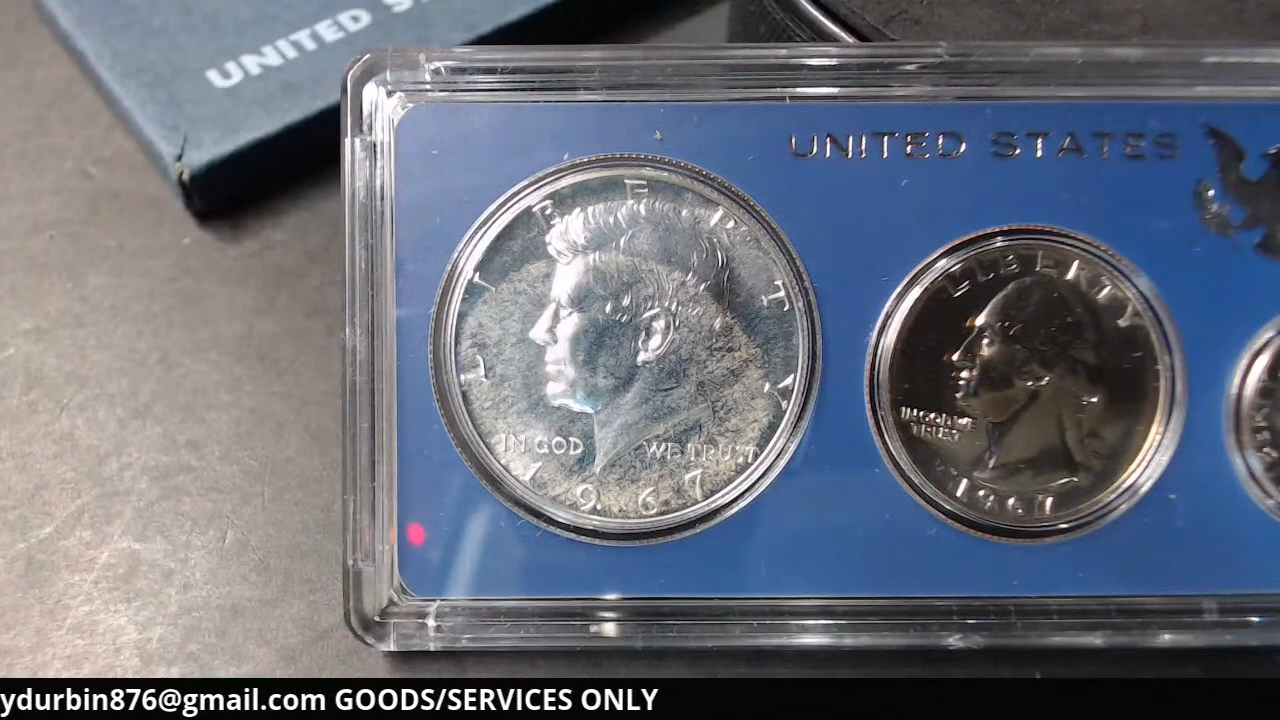 UNITED S
UNITED STATES
LIBERTY
IN GOD WE TRUST
1967
LIBERTY
IN GOD WE
TRUST
1967
ydurbin876@gmail.com GOODS/SERVICES ONLY